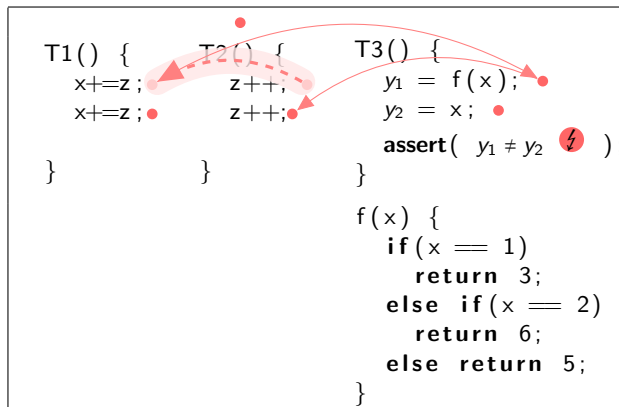 T1() {
x+=z;
x+=z;
}
T2() {
z++;
z++;
}
T3() {
y₁ = f(x);
y₂ = x;
assert( y₁ ≠ y₂ )
}
f(x) {
if(x == 1)
return 3;
else if(x == 2)
return 6;
else return 5;
}